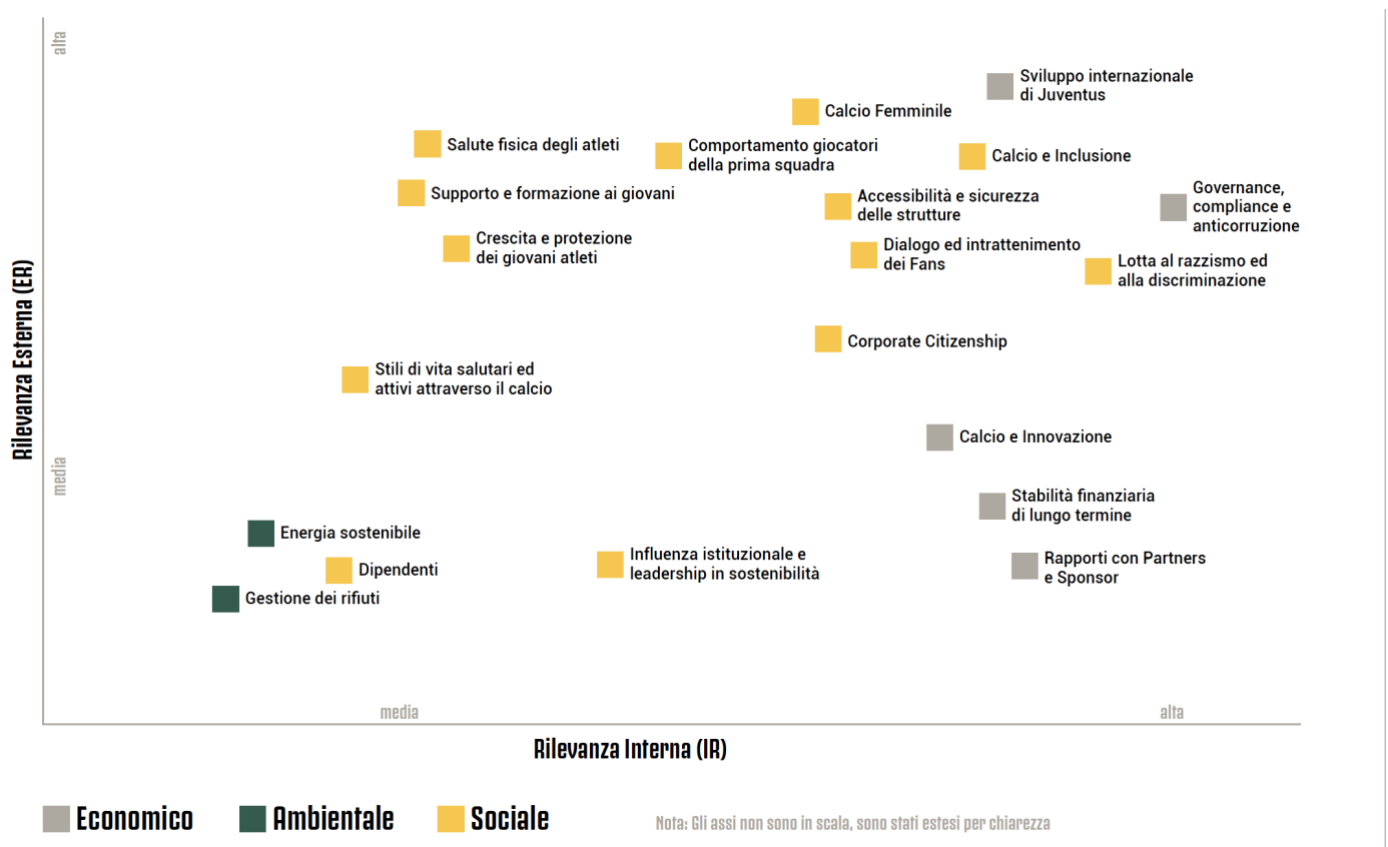 alta
Sviluppo internazionale
di Juventus
Calcio Femminile
Salute fisica degli atleti
Comportamento giocatori
della prima squadra
Calcio e Inclusione
Supporto e formazione ai giovani
Accessibilità e sicurezza
delle strutture
Governance,
compliance e
anticorruzione
Crescita e protezione
dei giovani atleti
Dialogo ed intrattenimento
dei Fans
Lotta al razzismo ed
alla discriminazione
Rilevanza Esterna (ER)
Corporate Citizenship
Stili di vita salutari ed
attivi attraverso il calcio
Calcio e Innovazione
media
Stabilità finanziaria
di lungo termine
Energia sostenibile
Influenza istituzionale e
leadership in sostenibilità
Rapporti con Partners
e Sponsor
Dipendenti
Gestione dei rifiuti
media
alta
Rilevanza Interna (IR)
Economico
Ambientale
Sociale
Nota: Gli assi non sono in scala, sono stati estesi per chiarezza